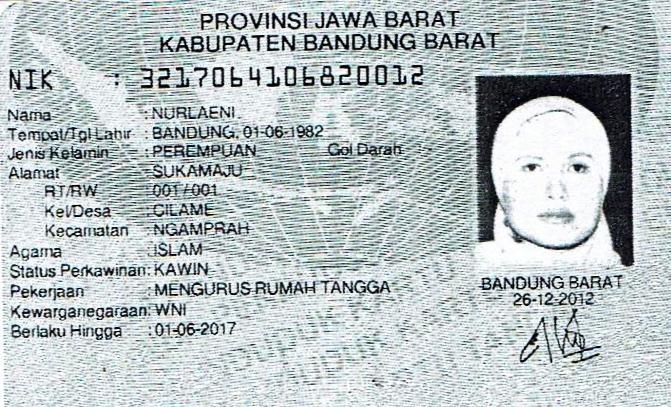 PROVINSI JAWA BARAT
KABUPATEN BANDUNG BARAT
NIK : 3217064106820012
Nama : NURLAENI
Tempat/Tgl Lahir : BANDUNG, 01-06-1982
Jenis Kelamin : PEREMPUAN Gol Darah
Alamat : SUKAMAJU
RT/RW : 001 / 001
Kel/Desa : CILAME
Kecamatan : NGAMPRAH
Agama : ISLAM
Status Perkawinan: KAWIN
Pekerjaan : MENGURUS RUMAH TANGGA
Kewarganegaraan: WNI
Berlaku Hingga : 01-06-2017
BANDUNG BARAT
26-12-2012